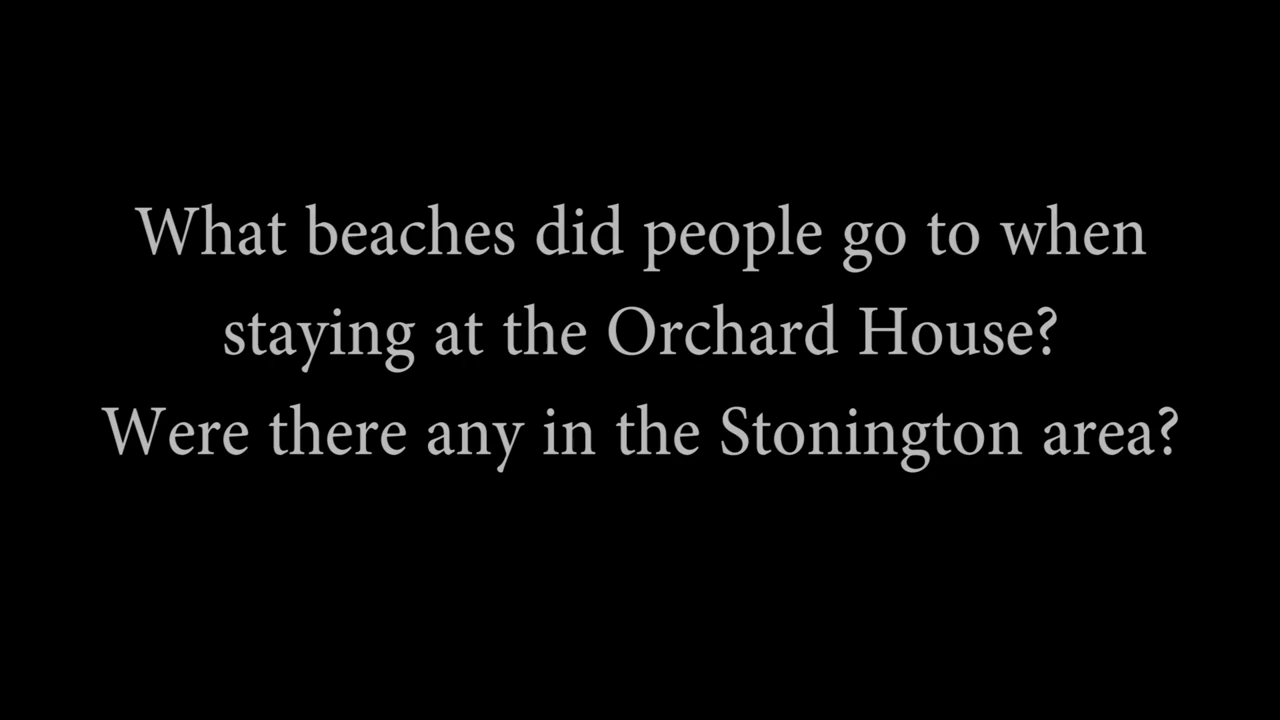 What beaches did people go to when
staying at the Orchard House?
Were there any in the Stonington area?